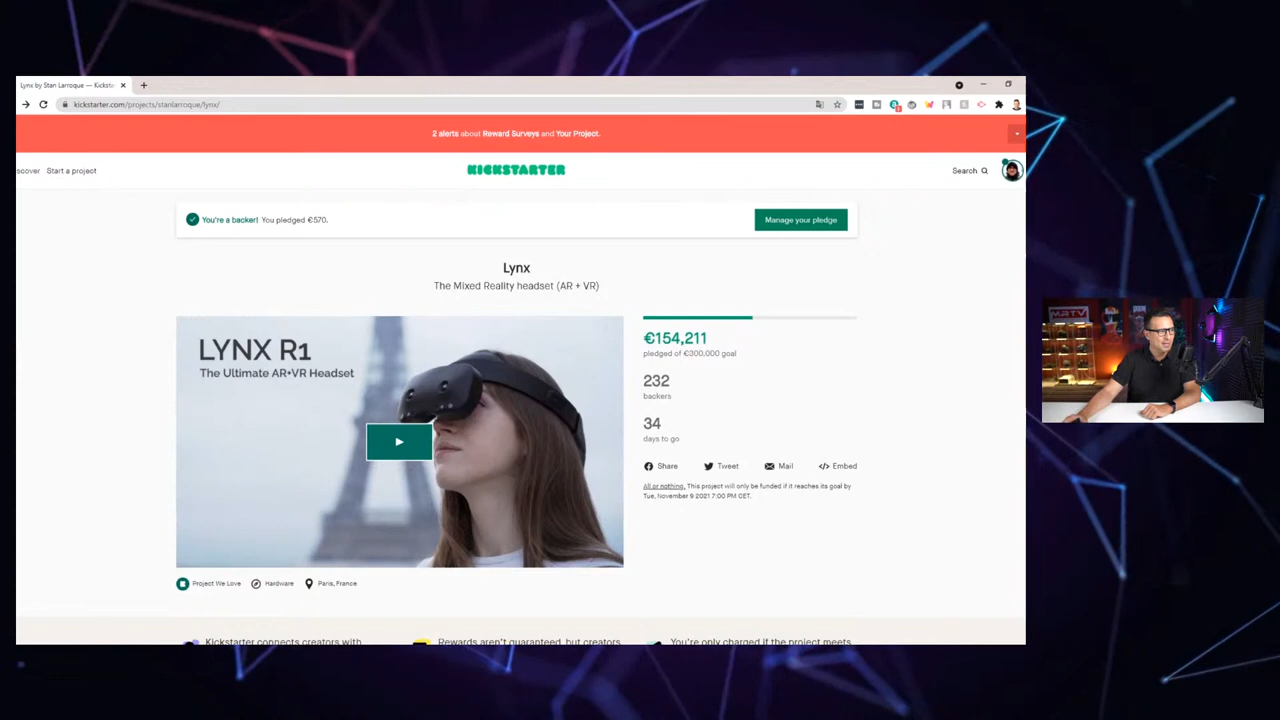 Lynx by Stan Larroque — Kicksta
kickstarter.com/projects/stanlarroque/lynx/
2 alerts about Reward Surveys and Your Project.
scover Start a project
KICKSTARTER
Search
You're a backer! You pledged €570.
Manage your pledge
Lynx
The Mixed Reality headset (AR + VR)
LYNX R1
The Ultimate AR+VR Headset
€154,211
pledged of €300,000 goal
232
backers
34
days to go
Share Tweet Mail Embed
All or nothing. This project will only be funded if it reaches its goal by
Tue, November 9 2021 7:00 PM CET.
MRTV
Project We Love Hardware Paris, France
Kickstarter connects creators with
Rewards aren't guaranteed, but creators
You're only charged if the project meets